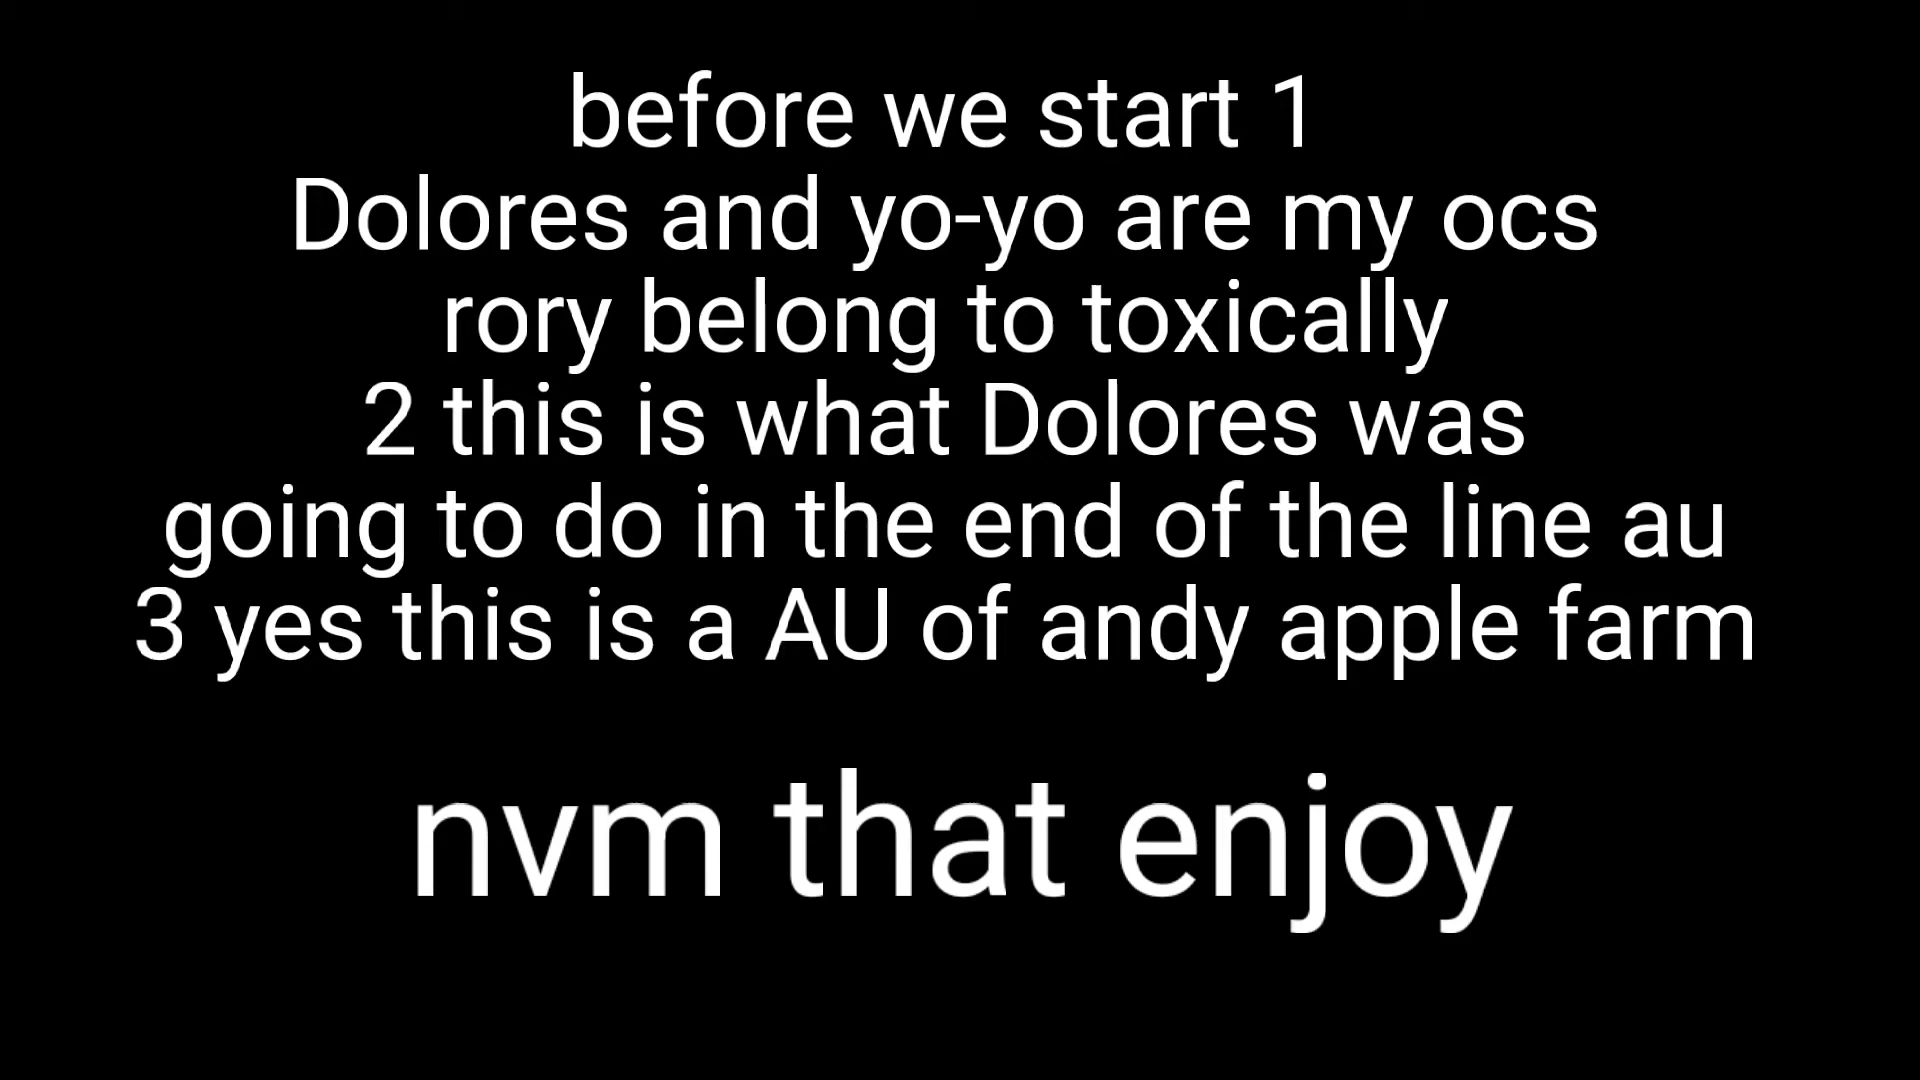 before we start 1
Dolores and yo-yo are my ocs
rory belong to toxically
2 this is what Dolores was
going to do in the end of the line au
3 yes this is a AU of andy apple farm
nvm that enjoy